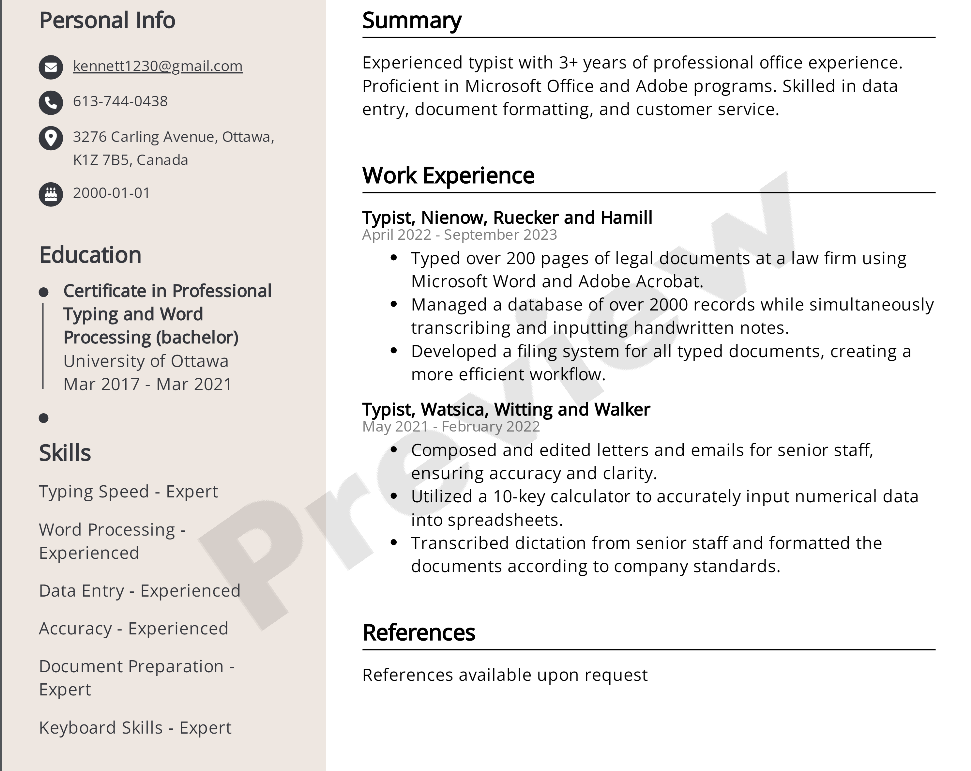 Personal Info
kennett1230@gmail.com
613-744-0438
3276 Carling Avenue, Ottawa,
K1Z 7B5, Canada
2000-01-01
Education
Certificate in Professional
Typing and Word
Processing (bachelor)
University of Ottawa
Mar 2017 - Mar 2021
Skills
Typing Speed - Expert
Word Processing -
Experienced
Data Entry - Experienced
Accuracy - Experienced
Document Preparation -
Expert
Keyboard Skills - Expert
Summary
Experienced typist with 3+ years of professional office experience.
Proficient in Microsoft Office and Adobe programs. Skilled in data
entry, document formatting, and customer service.
Work Experience
Typist, Nienow, Ruecker and Hamill
April 2022 - September 2023
• Typed over 200 pages of legal documents at a law firm using
Microsoft Word and Adobe Acrobat.
• Managed a database of over 2000 records while simultaneously
transcribing and inputting handwritten notes.
• Developed a filing system for all typed documents, creating a
more efficient workflow.
Typist, Watsica, Witting and Walker
May 2021 - February 2022
• Composed and edited letters and emails for senior staff,
ensuring accuracy and clarity.
• Utilized a 10-key calculator to accurately input numerical data
into spreadsheets.
• Transcribed dictation from senior staff and formatted the
documents according to company standards.
References
References available upon request
Preview